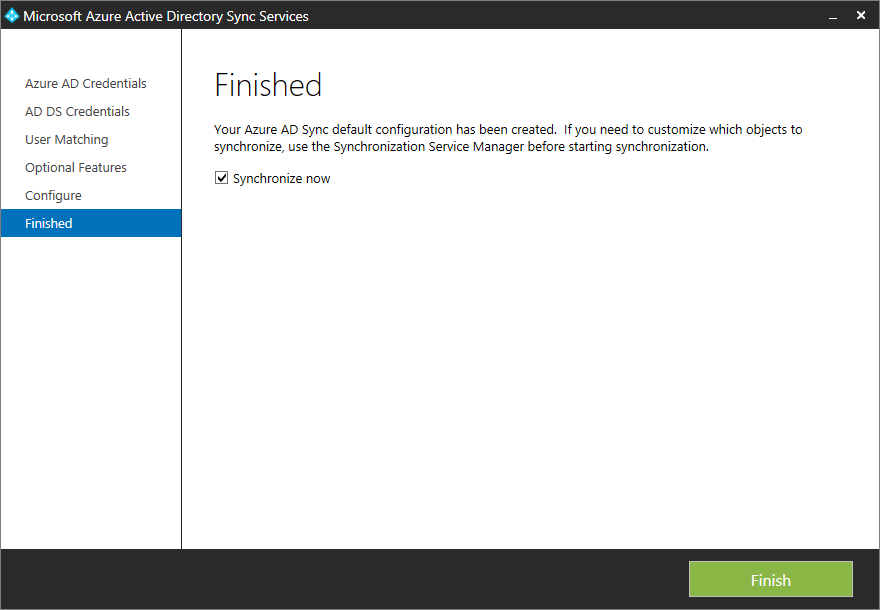 Microsoft Azure Active Directory Sync Services
Azure AD Credentials
AD DS Credentials
User Matching
Optional Features
Configure
Finished
Finished
Your Azure AD Sync default configuration has been created.  If you need to customize which objects to
synchronize, use the Synchronization Service Manager before starting synchronization.
Synchronize now
Finish